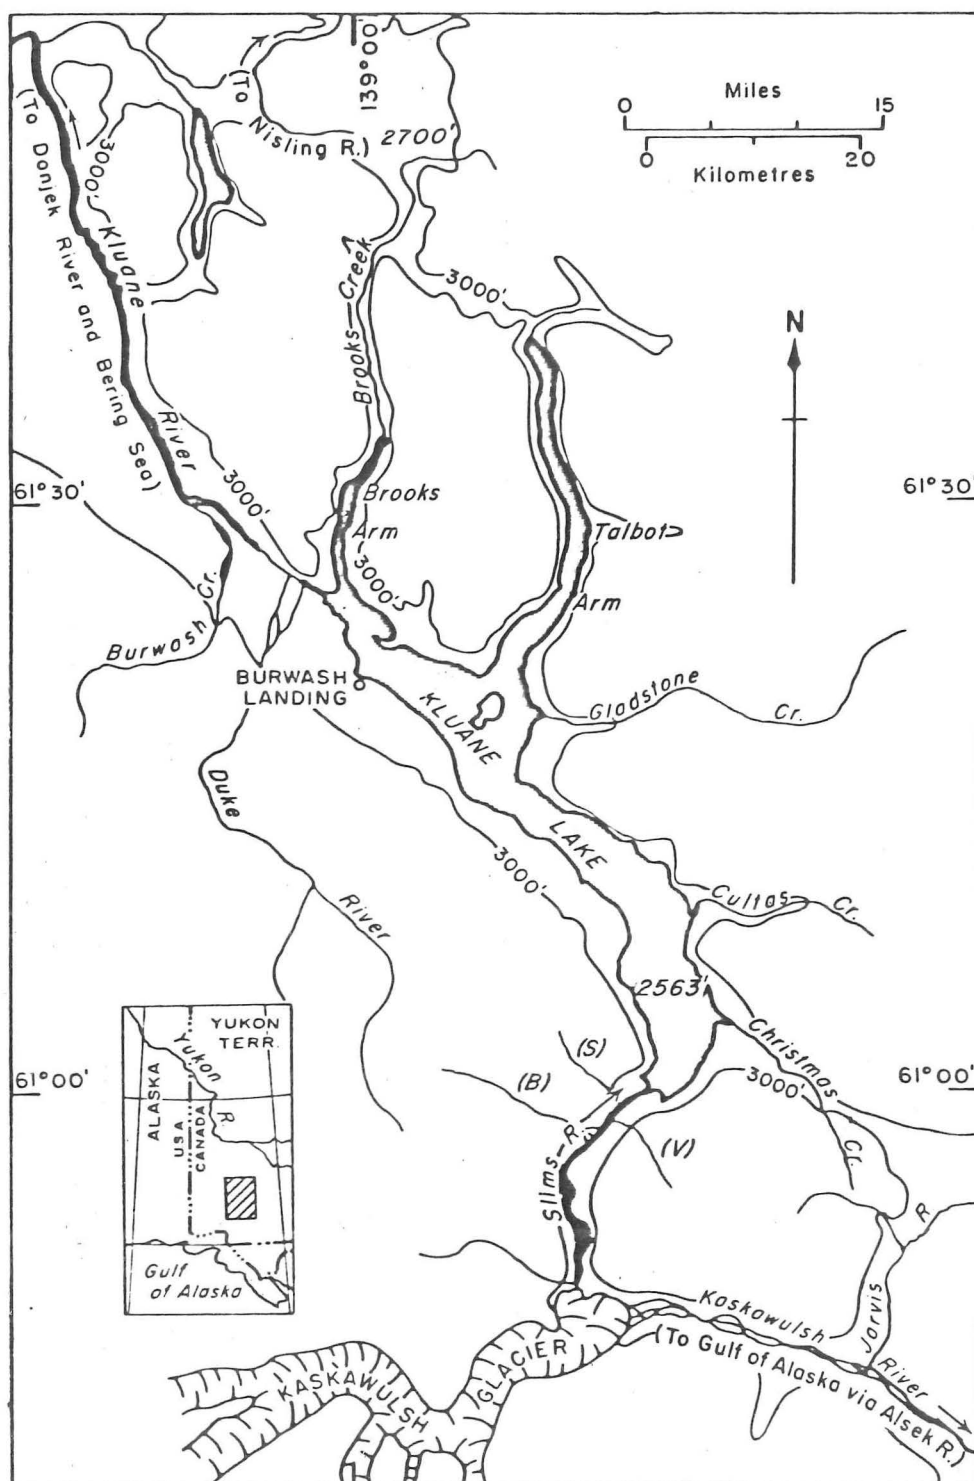 139°00'
(To Nisling R.)
2700'
Miles
0 15
0 20
Kilometres
3000'
(To Donjek River and Bering Sea)
Kluane River
Brooks Creek
3000'
N
61°30'
61°30'
3000'
Brooks
Arm
3000'
Talbot
Arm
Burwash Cr.
BURWASH
LANDING
KLUANE LAKE
Gladstone Cr.
Duke River
3000'
Cultas Cr.
2563'
Christmas Cr.
3000'
61°00'
61°00'
(S)
(B)
(V)
Slims R.
YUKON
TERR.
Yukon R.
ALASKA
USA
CANADA
Gulf
of Alaska
Jarvis R
Kaskawulsh River
(To Gulf of Alaska via Alsek R.)
KASKAWULSH
GLACIER